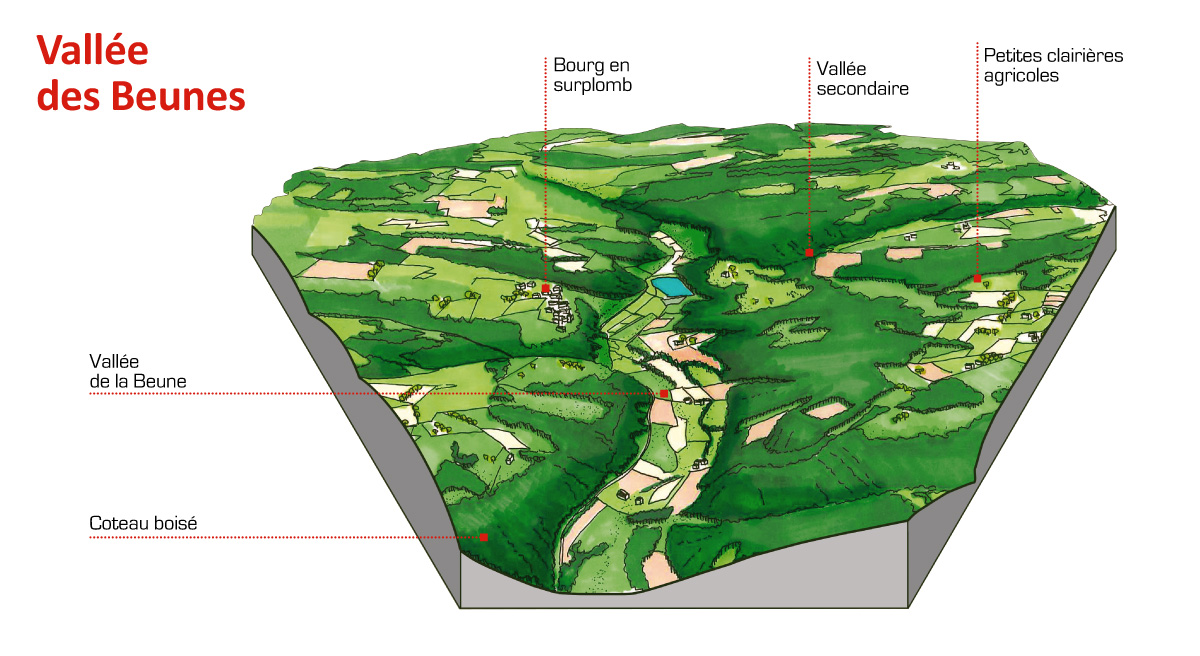 Vallée
des Beunes
Bourg en
surplomb
Vallée
secondaire
Petites clairières
agricoles
Vallée
de la Beune
Coteau boisé